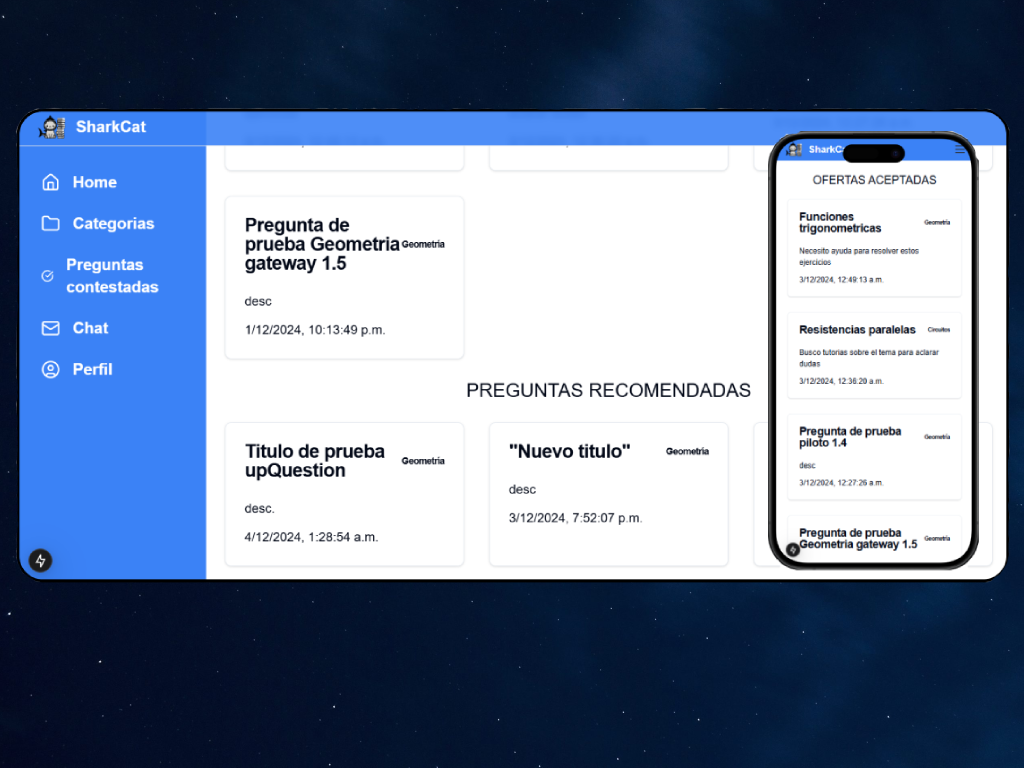 SharkCat
Home
Categorias
Preguntas
contestadas
Chat
Perfil
Pregunta de
prueba Geometria
gateway 1.5
Geometria
desc
1/12/2024, 10:13:49 p.m.
PREGUNTAS RECOMENDADAS
Titulo de prueba
upQuestion
Geometria
desc.
4/12/2024, 1:28:54 a.m.
"Nuevo titulo"
Geometria
desc
3/12/2024, 7:52:07 p.m.
SharkC
OFERTAS ACEPTADAS
Funciones
trigonometricas
Geometria
Necesito ayuda para resolver estos
ejercicios
3/12/2024, 12:49:13 a.m.
Resistencias paralelas
Circuitos
Busco tutorias sobre el tema para aclarar
dudas
3/12/2024, 12:36:20 a.m.
Pregunta de prueba
piloto 1.4
Geometria
desc
3/12/2024, 12:27:26 a.m.
Pregunta de prueba
Geometria gateway 1.5
Geometria